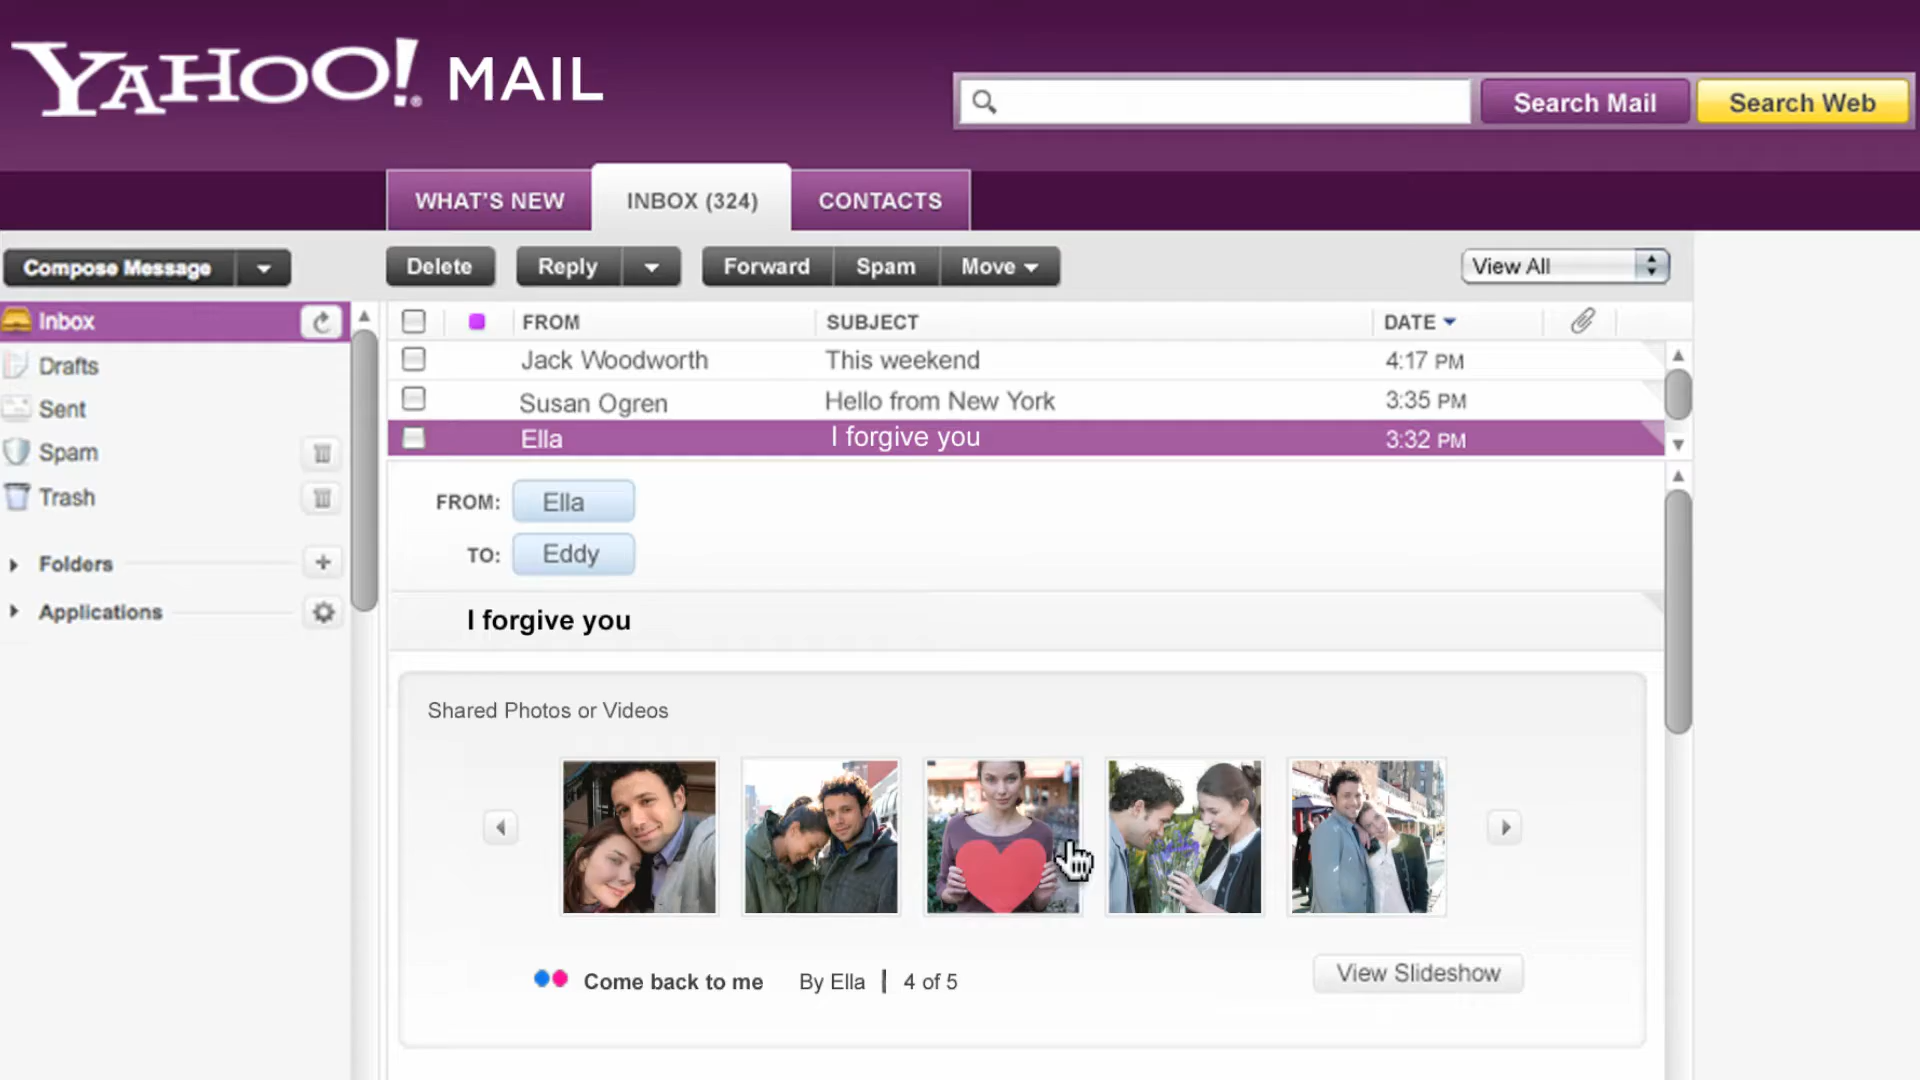 YAHOO!® MAIL
Search Mail
Search Web
WHAT'S NEW
INBOX (324)
CONTACTS
Compose Message
Delete
Reply
Forward
Spam
Move
View All
Inbox
Drafts
Sent
Spam
Trash
Folders
Applications
FROM SUBJECT DATE
Jack Woodworth This weekend 4:17 PM
Susan Ogren Hello from New York 3:35 PM
Ella I forgive you 3:32 PM
FROM: Ella
TO: Eddy
I forgive you
Shared Photos or Videos
Come back to me By Ella | 4 of 5
View Slideshow